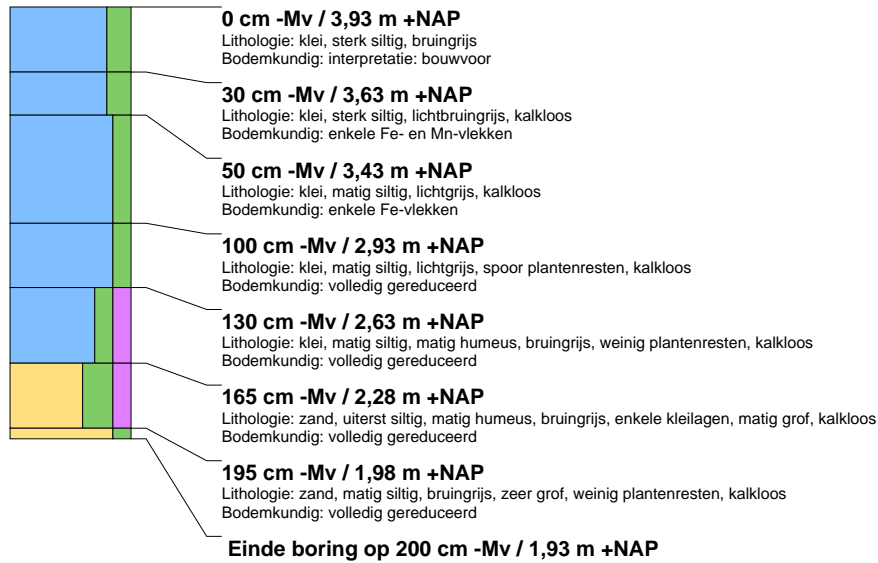 0 cm -Mv / 3,93 m +NAP
Lithologie: klei, sterk siltig, bruingrijs
Bodemkundig: interpretatie: bouwvoor
30 cm -Mv / 3,63 m +NAP
Lithologie: klei, sterk siltig, lichtbruingrijs, kalkloos
Bodemkundig: enkele Fe- en Mn-vlekken
50 cm -Mv / 3,43 m +NAP
Lithologie: klei, matig siltig, lichtgrijs, kalkloos
Bodemkundig: enkele Fe-vlekken
100 cm -Mv / 2,93 m +NAP
Lithologie: klei, matig siltig, lichtgrijs, spoor plantenresten, kalkloos
Bodemkundig: volledig gereduceerd
130 cm -Mv / 2,63 m +NAP
Lithologie: klei, matig siltig, matig humeus, bruingrijs, weinig plantenresten, kalkloos
Bodemkundig: volledig gereduceerd
165 cm -Mv / 2,28 m +NAP
Lithologie: zand, uiterst siltig, matig humeus, bruingrijs, enkele kleilagen, matig grof, kalkloos
Bodemkundig: volledig gereduceerd
195 cm -Mv / 1,98 m +NAP
Lithologie: zand, matig siltig, bruingrijs, zeer grof, weinig plantenresten, kalkloos
Bodemkundig: volledig gereduceerd
Einde boring op 200 cm -Mv / 1,93 m +NAP